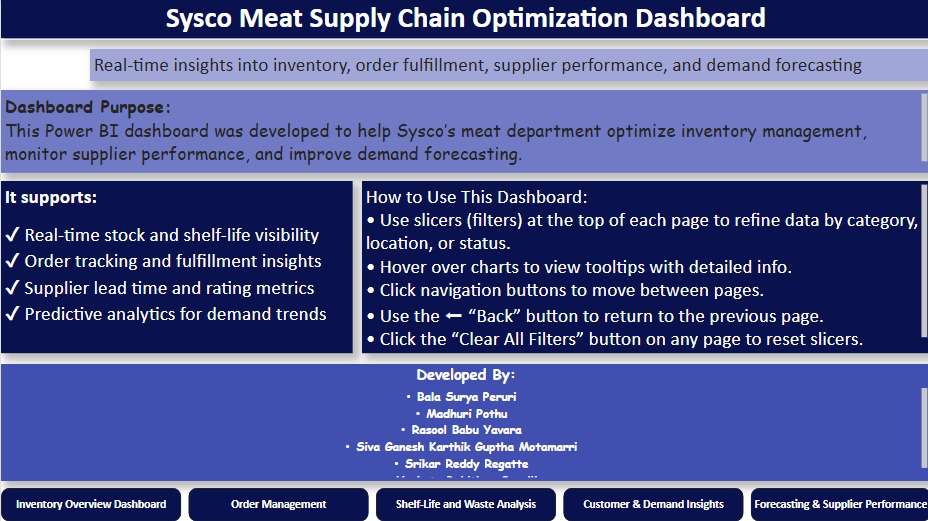 Sysco Meat Supply Chain Optimization Dashboard
Real-time insights into inventory, order fulfillment, supplier performance, and demand forecasting
Dashboard Purpose:
This Power BI dashboard was developed to help Sysco's meat department optimize inventory management,
monitor supplier performance, and improve demand forecasting.
It supports:
✓ Real-time stock and shelf-life visibility
✓ Order tracking and fulfillment insights
✓ Supplier lead time and rating metrics
✓ Predictive analytics for demand trends
How to Use This Dashboard:
• Use slicers (filters) at the top of each page to refine data by category,
location, or status.
• Hover over charts to view tooltips with detailed info.
• Click navigation buttons to move between pages.
• Use the ← “Back” button to return to the previous page.
• Click the “Clear All Filters” button on any page to reset slicers.
Developed By:
• Bala Surya Peruri
• Madhuri Pothu
• Rasool Babu Yavara
• Siva Ganesh Karthik Guptha Motamarri
• Srikar Reddy Regatte
Inventory Overview Dashboard
Order Management
Shelf-Life and Waste Analysis
Customer & Demand Insights
Forecasting & Supplier Performance